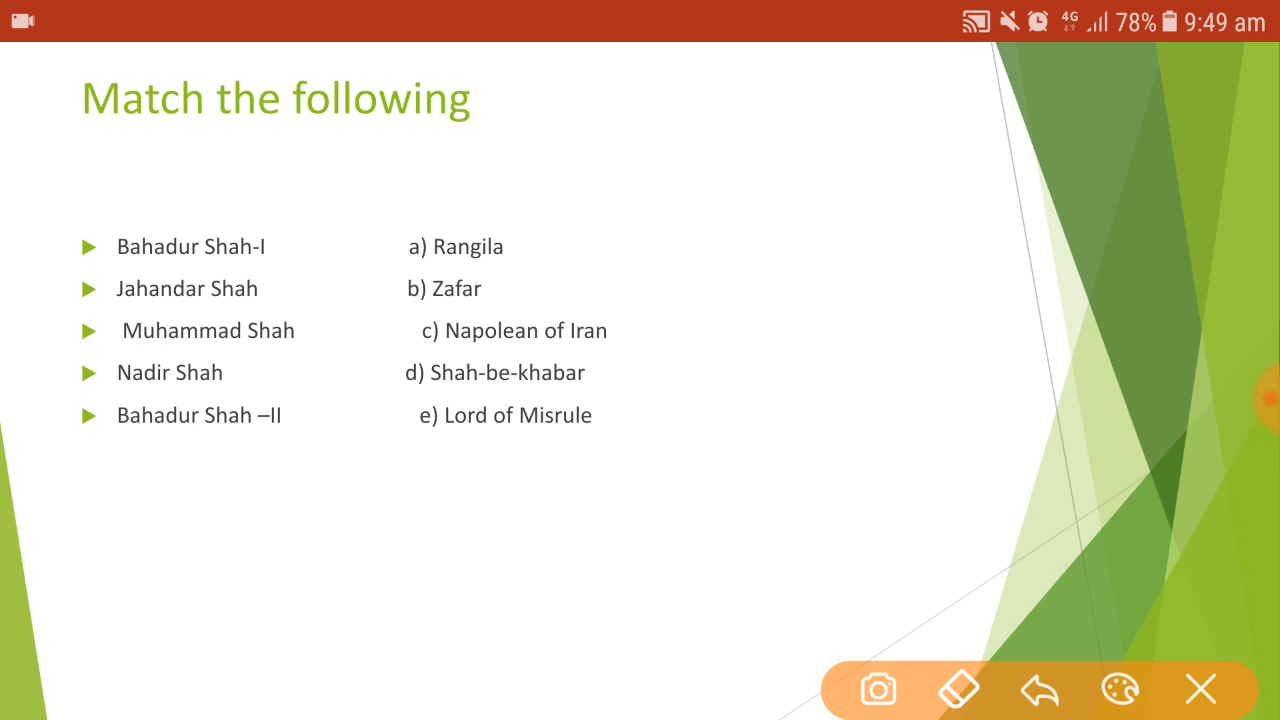 4G 78% 9:49 am
Match the following
Bahadur Shah-I a) Rangila
Jahandar Shah b) Zafar
Muhammad Shah c) Napolean of Iran
Nadir Shah d) Shah-be-khabar
Bahadur Shah –II e) Lord of Misrule